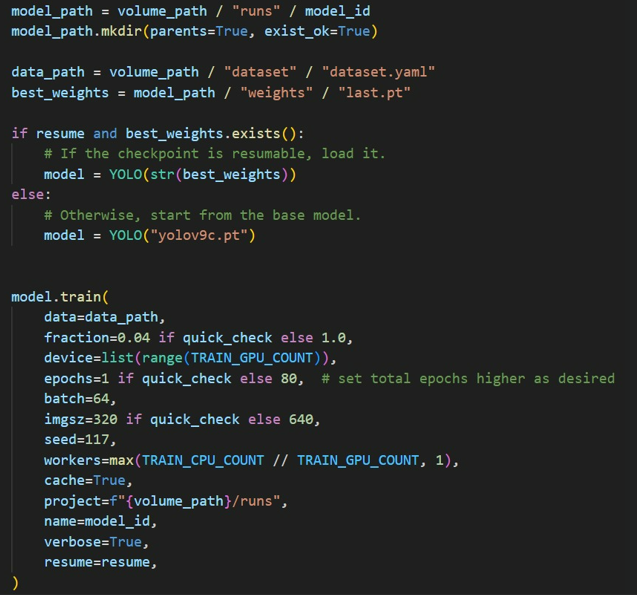 model_path = volume_path / "runs" / model_id
model_path.mkdir(parents=True, exist_ok=True)

data_path = volume_path / "dataset" / "dataset.yaml"
best_weights = model_path / "weights" / "last.pt"

if resume and best_weights.exists():
    # If the checkpoint is resumable, load it.
    model = YOLO(str(best_weights))
else:
    # Otherwise, start from the base model.
    model = YOLO("yolov9c.pt")


model.train(
    data=data_path,
    fraction=0.04 if quick_check else 1.0,
    device=list(range(TRAIN_GPU_COUNT)),
    epochs=1 if quick_check else 80,  # set total epochs higher as desired
    batch=64,
    imgsz=320 if quick_check else 640,
    seed=117,
    workers=max(TRAIN_CPU_COUNT // TRAIN_GPU_COUNT, 1),
    cache=True,
    project=f"{volume_path}/runs",
    name=model_id,
    verbose=True,
    resume=resume,
)